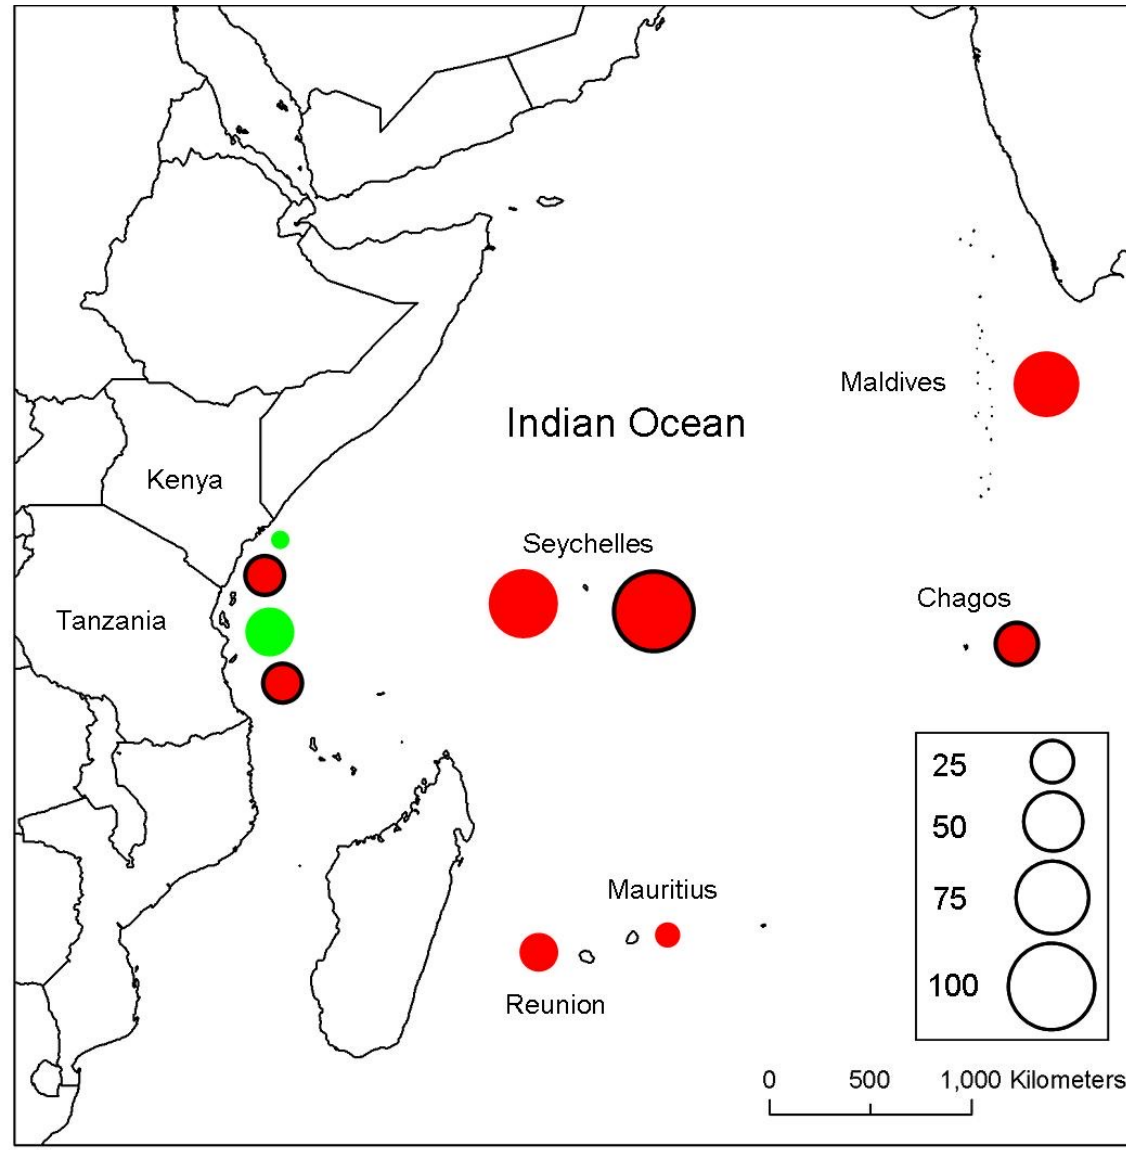 Maldives
Indian Ocean
Kenya
Seychelles
Chagos
Tanzania
25
50
75
100
Mauritius
Reunion
0 500 1,000 Kilometers